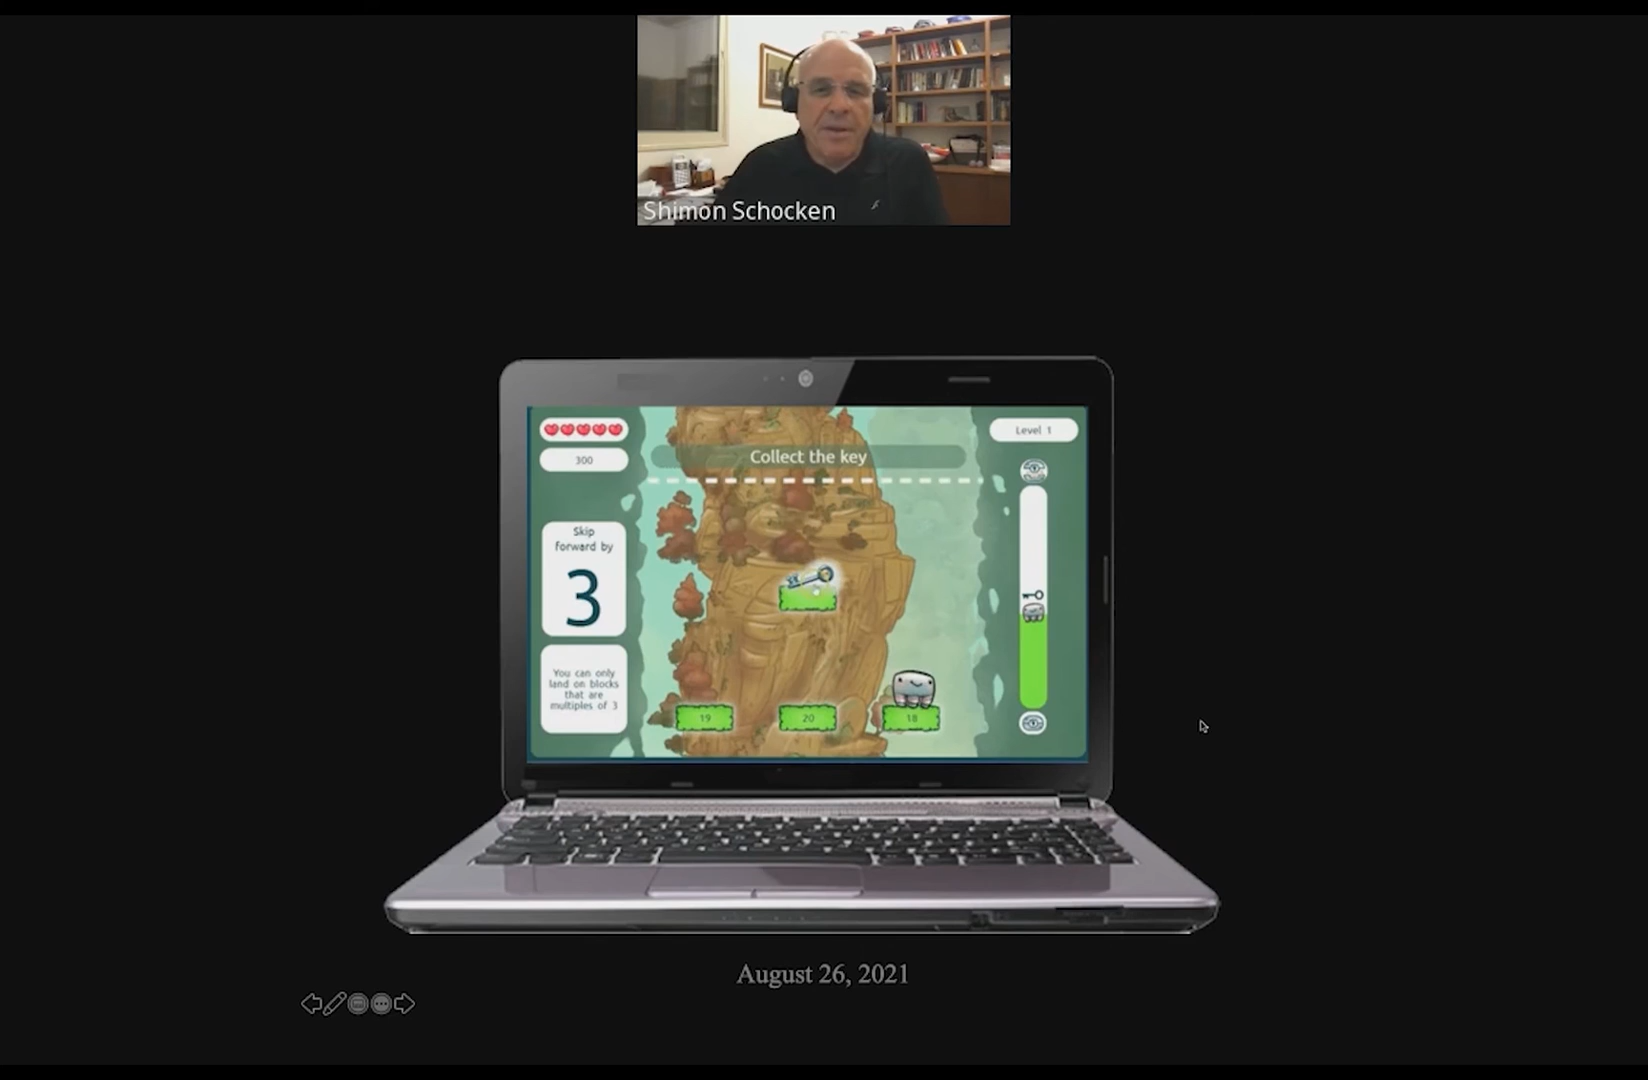 Shimon Schocken
Level 1
300
Collect the key
Skip
forward by
3
You can only
land on blocks
that are
multiples of 3
19
20
18
August 26, 2021